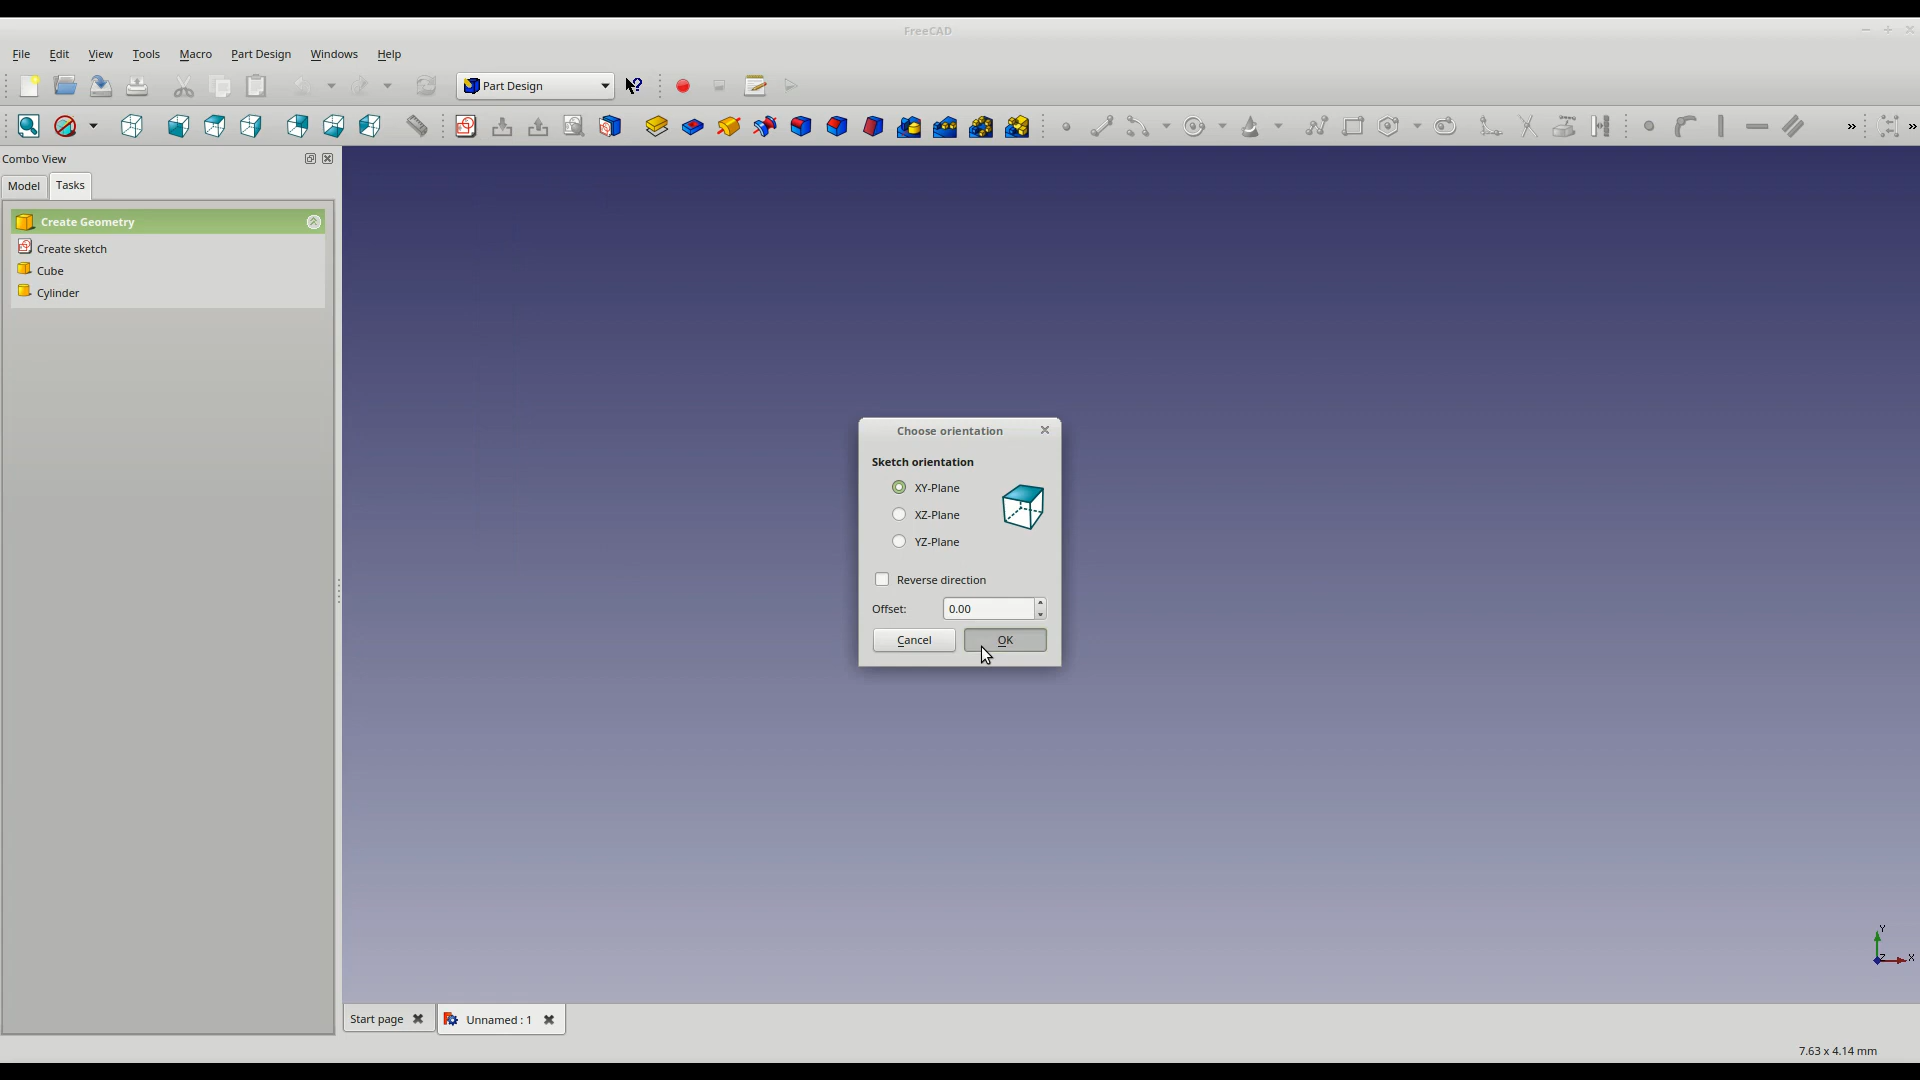 FreeCAD
File Edit View Tools Macro Part Design Windows Help
Part Design
Combo View
Model Tasks
Create Geometry
Create sketch
Cube
Cylinder
Choose orientation
Sketch orientation
XY-Plane
XZ-Plane
YZ-Plane
Reverse direction
Offset: 0.00
Cancel OK
Y
Z X
Start page Unnamed : 1
7.63 x 4.14 mm